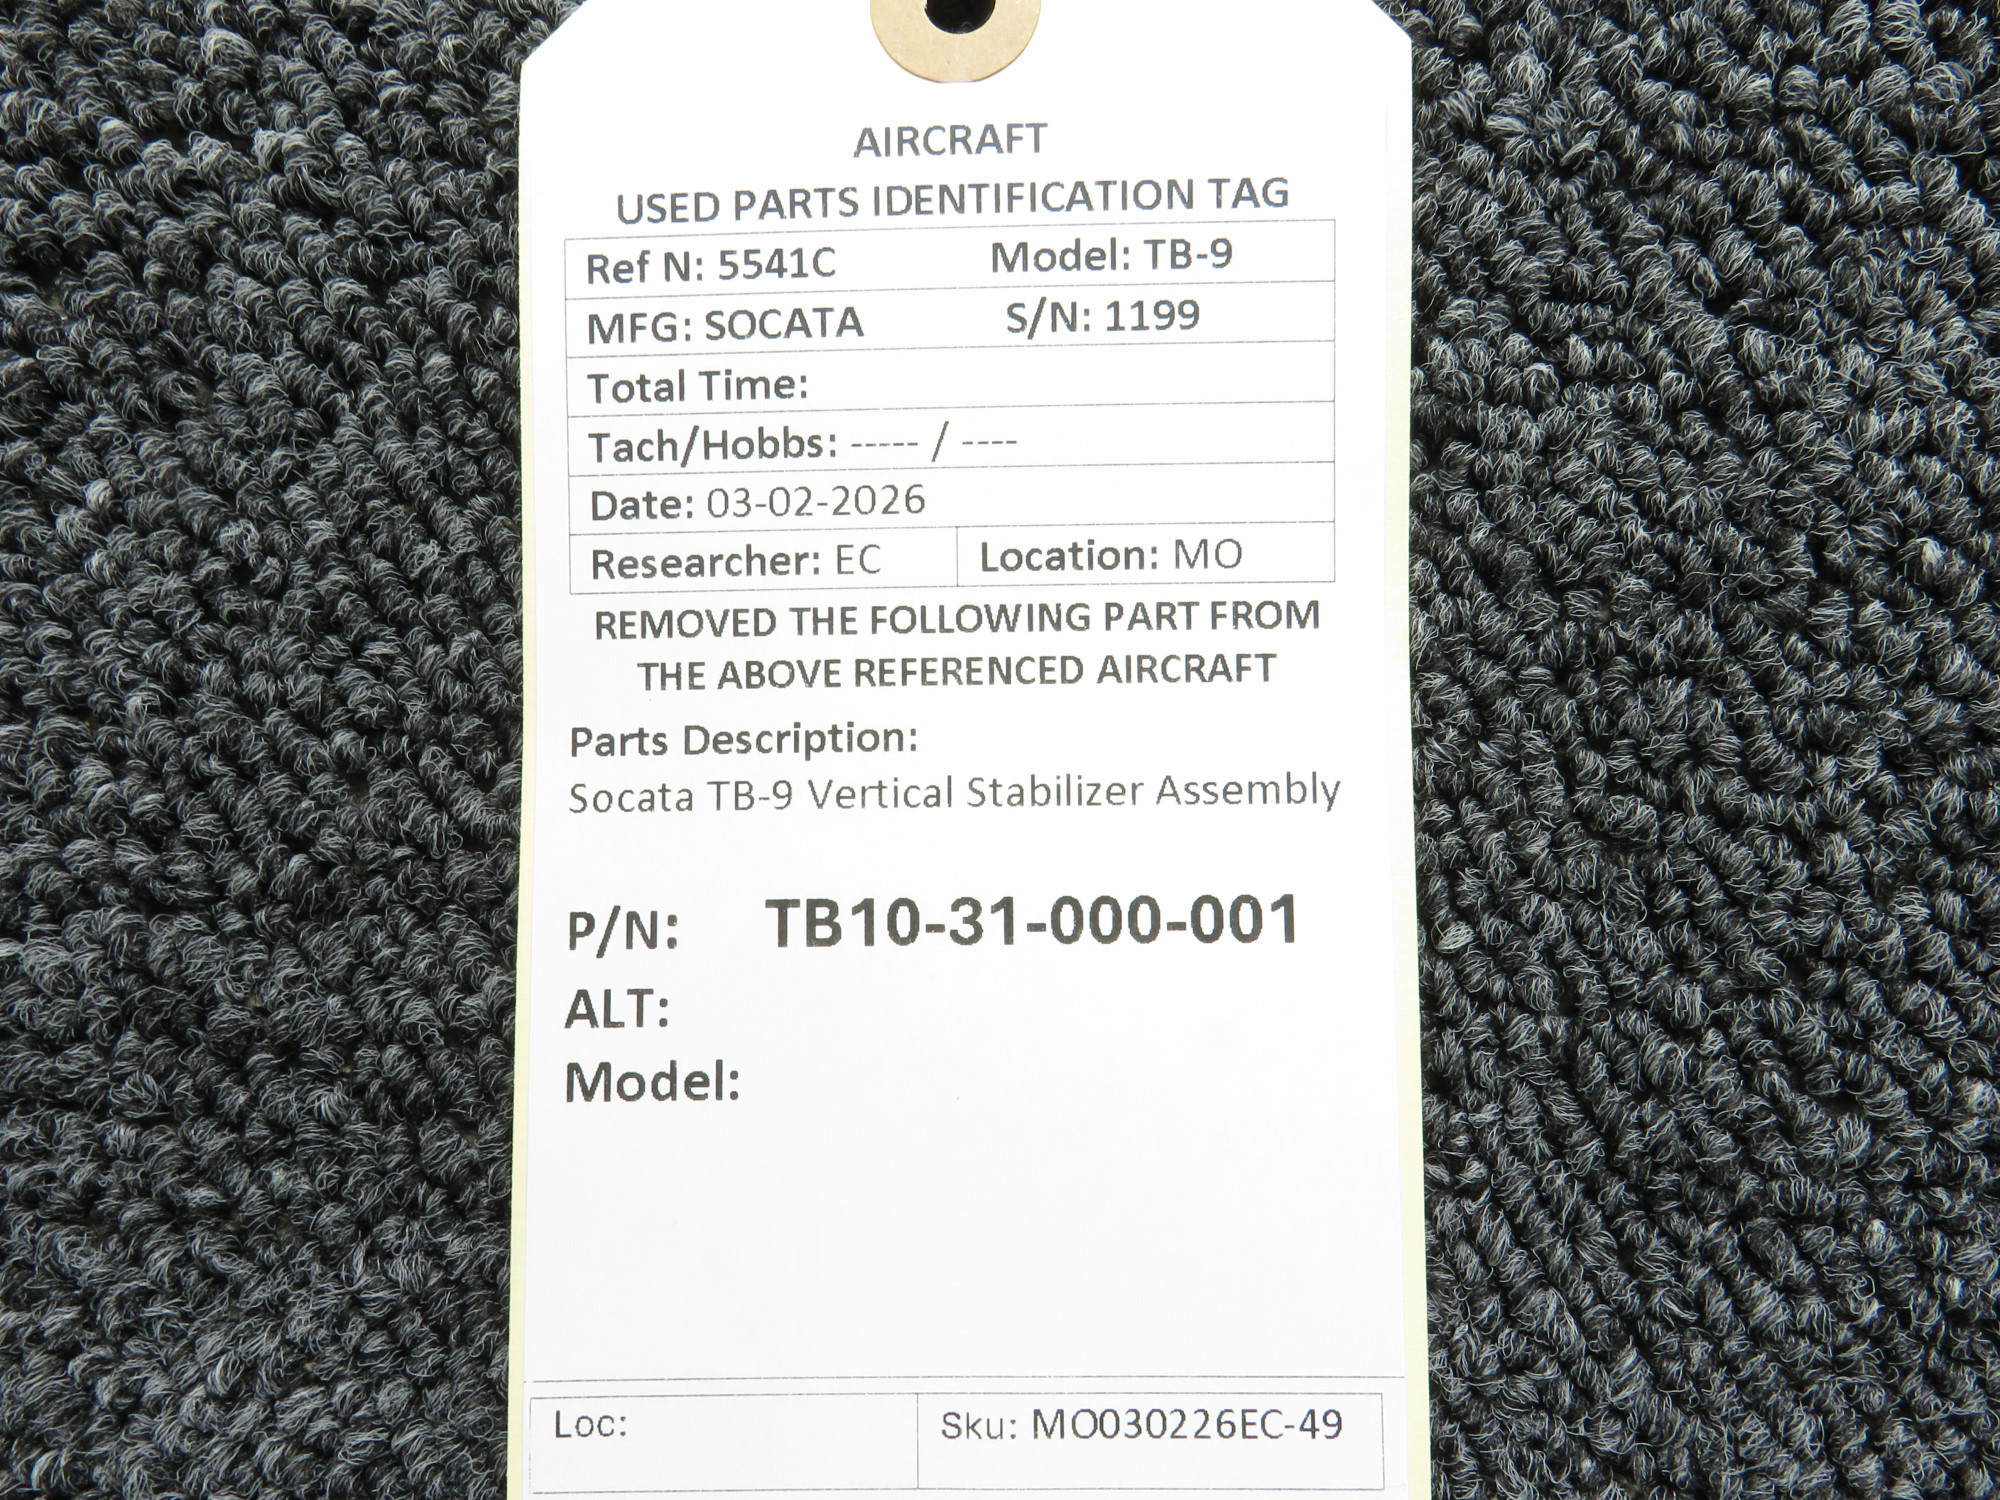 AIRCRAFT
USED PARTS IDENTIFICATION TAG
Ref N: 5541C Model: TB-9
MFG: SOCATA S/N: 1199
Total Time:
Tach/Hobbs: ----- / ----
Date: 03-02-2026
Researcher: EC Location: MO
REMOVED THE FOLLOWING PART FROM
THE ABOVE REFERENCED AIRCRAFT
Parts Description:
Socata TB-9 Vertical Stabilizer Assembly
P/N: TB10-31-000-001
ALT:
Model:
Loc: Sku: MO030226EC-49